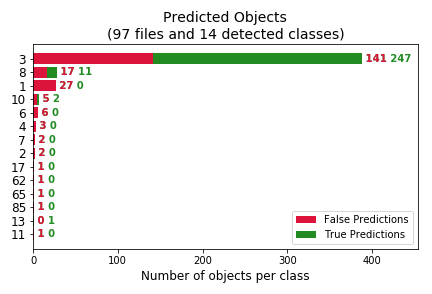 Predicted Objects
(97 files and 14 detected classes)
3 141 247
8 17 11
1 27 0
10 5 2
6 6 0
4 3 0
7 2 0
2 2 0
17 1 0
62 1 0
65 1 0
85 1 0
13 0 1
11 1 0
False Predictions
True Predictions
0 100 200 300 400
Number of objects per class